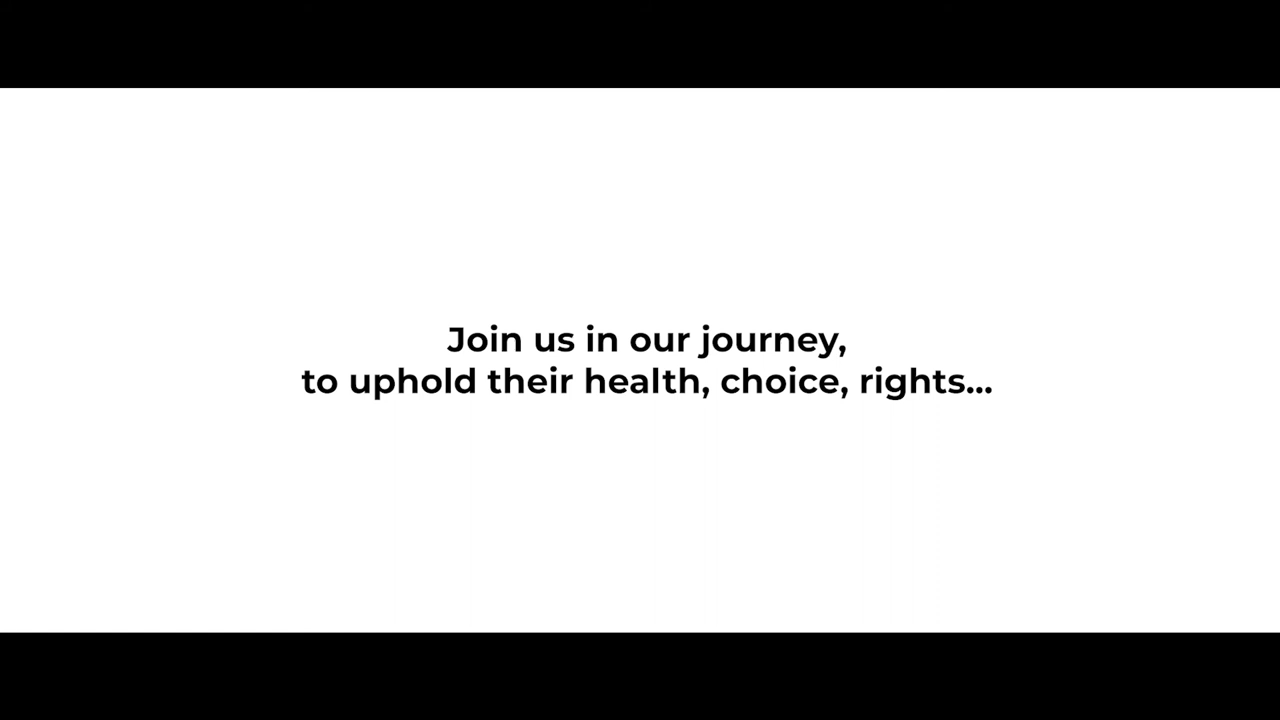 Join us in our journey,
to uphold their health, choice, rights...